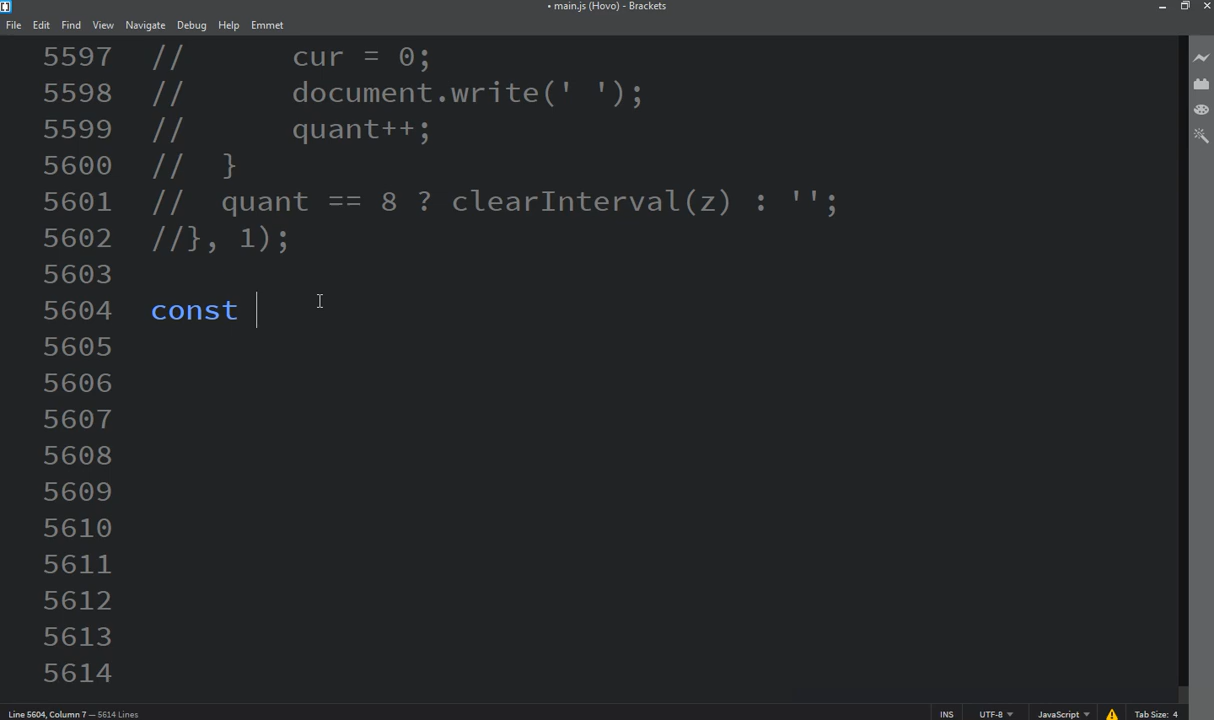 • main.js (Hovo) - Brackets
File Edit Find View Navigate Debug Help Emmet
5597 // cur = 0;
5598 // document.write(' ');
5599 // quant++;
5600 // }
5601 // quant == 8 ? clearInterval(z) : '';
5602 //}, 1);
5603
5604 const
5605
5606
5607
5608
5609
5610
5611
5612
5613
5614
Line 5604, Column 7 — 5614 Lines INS UTF-8 JavaScript Tab Size: 4